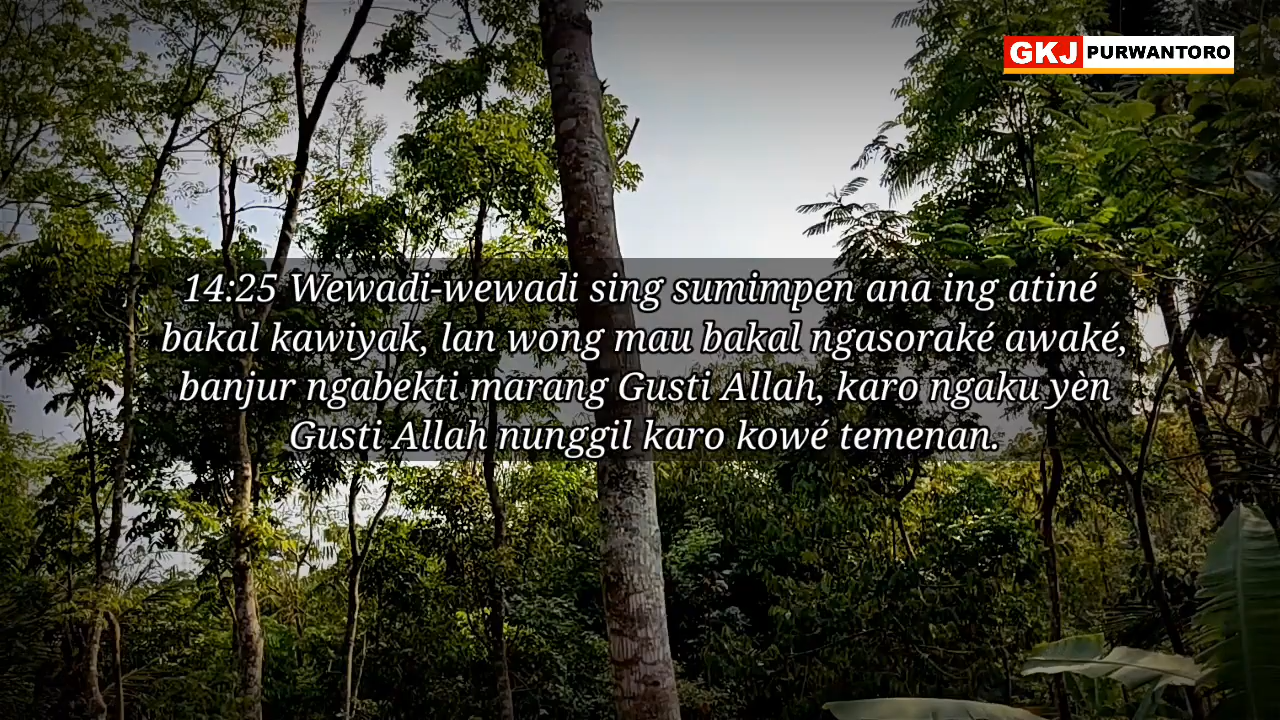 GKJ PURWANTORO
14:25 Wewadi-wewadi sing sumimpen ana ing atiné
bakal kawiyak, lan wong mau bakal ngasoraké awaké,
banjur ngabekti marang Gusti Allah, karo ngaku yèn
Gusti Allah nunggil karo kowé temenan.